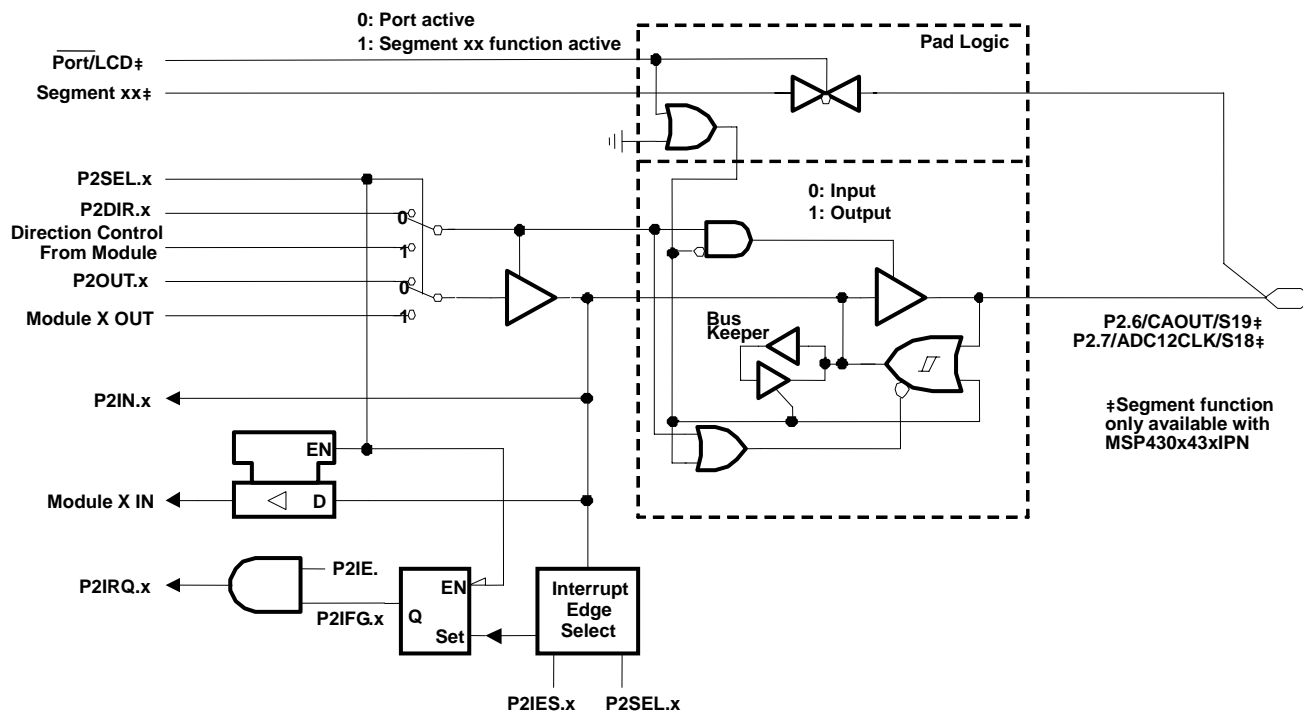 0: Port active
1: Segment xx function active
Pad Logic
Port/LCD‡
Segment xx‡
P2SEL.x
P2DIR.x
0
Direction Control
From Module
1
P2OUT.x
0
Module X OUT
1
0: Input
1: Output
Bus
Keeper
P2.6/CAOUT/S19‡
P2.7/ADC12CLK/S18‡
P2IN.x
‡Segment function
only available with
MSP430x43xIPN
EN
Module X IN
D
P2IRQ.x
P2IE.
P2IFG.x
EN
Q
Set
Interrupt
Edge
Select
P2IES.x
P2SEL.x